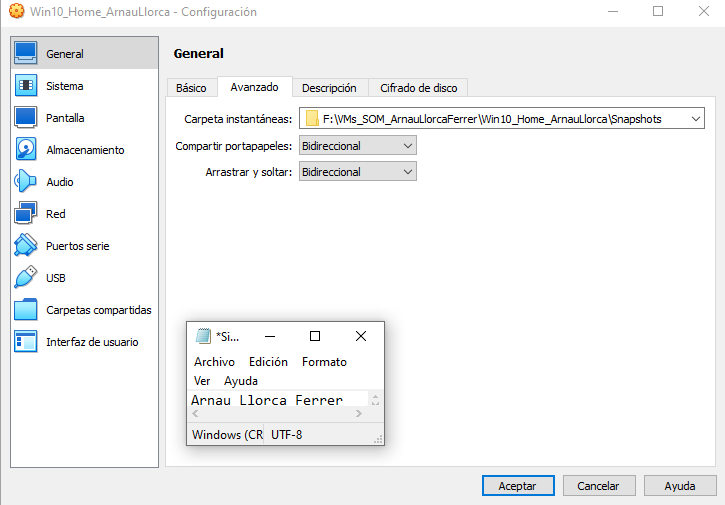 Win10_Home_ArnauLlorca - Configuración
General
Sistema
Pantalla
Almacenamiento
Audio
Red
Puertos serie
USB
Carpetas compartidas
Interfaz de usuario
General
Básico Avanzado Descripción Cifrado de disco
Carpeta instantáneas: F:\VMs_SOM_ArnauLlorcaFerrer\Win10_Home_ArnauLlorca\Snapshots
Compartir portapapeles: Bidireccional
Arrastrar y soltar: Bidireccional
*Si...
Archivo Edición Formato
Ver Ayuda
Arnau Llorca Ferrer
Windows (CR UTF-8
Aceptar Cancelar Ayuda